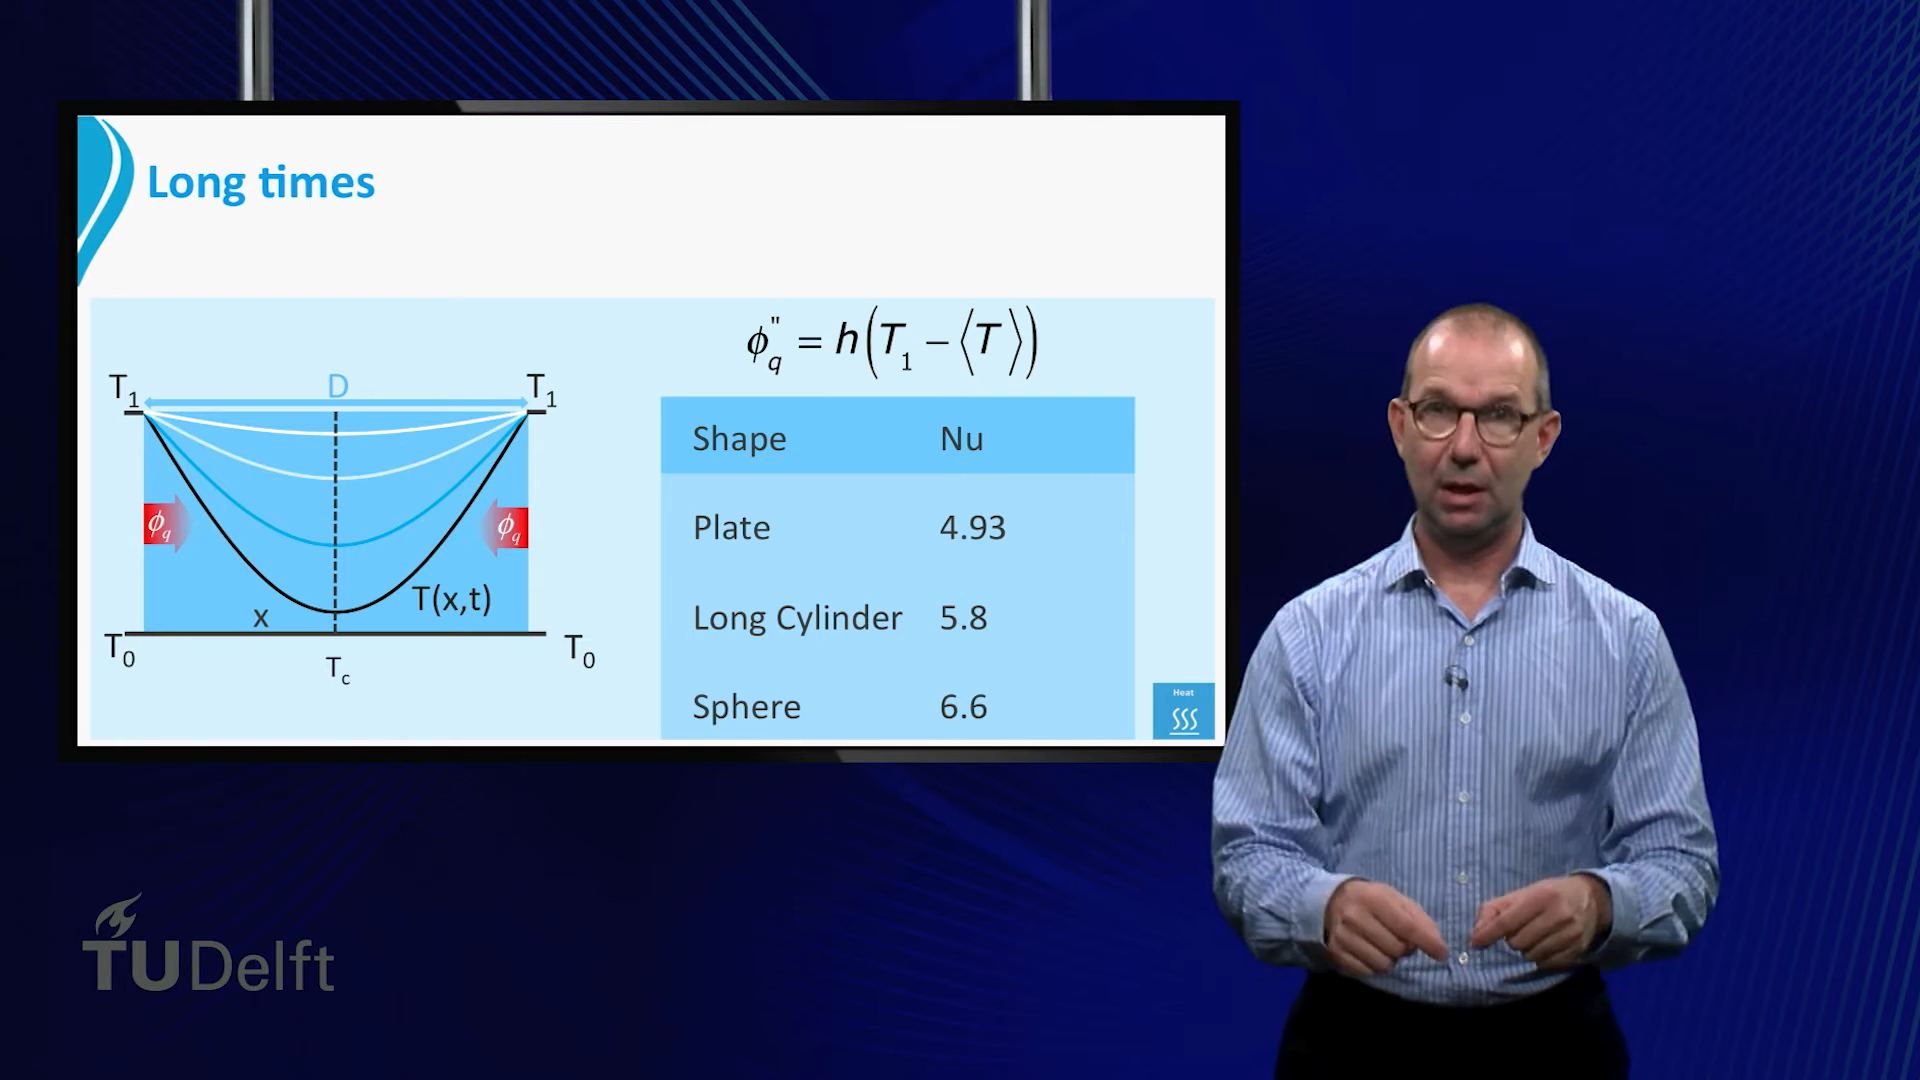 Long times
ϕq" = h(T1 − ⟨T⟩)
T1 D T1
Shape Nu
Plate 4.93
ϕq ϕq
T(x,t)
x
Long Cylinder 5.8
T0 Tc T0
Sphere 6.6
Heat
TUDelft